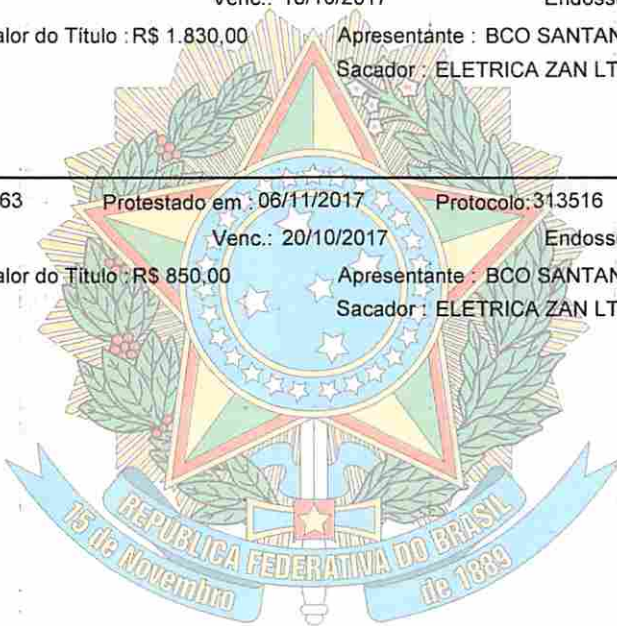 Endoss
alor do Título : R$ 1.830,00 Apresentante : BCO SANTAN
Sacador : ELETRICA ZAN LT
63 Protestado em : 06/11/2017 Protocolo: 313516
Venc.: 20/10/2017 Endoss
alor do Título : R$ 850,00 Apresentante : BCO SANTAN
Sacador : ELETRICA ZAN LT
REPÚBLICA FEDERATIVA DO BRASIL
15 de Novembro de 1889